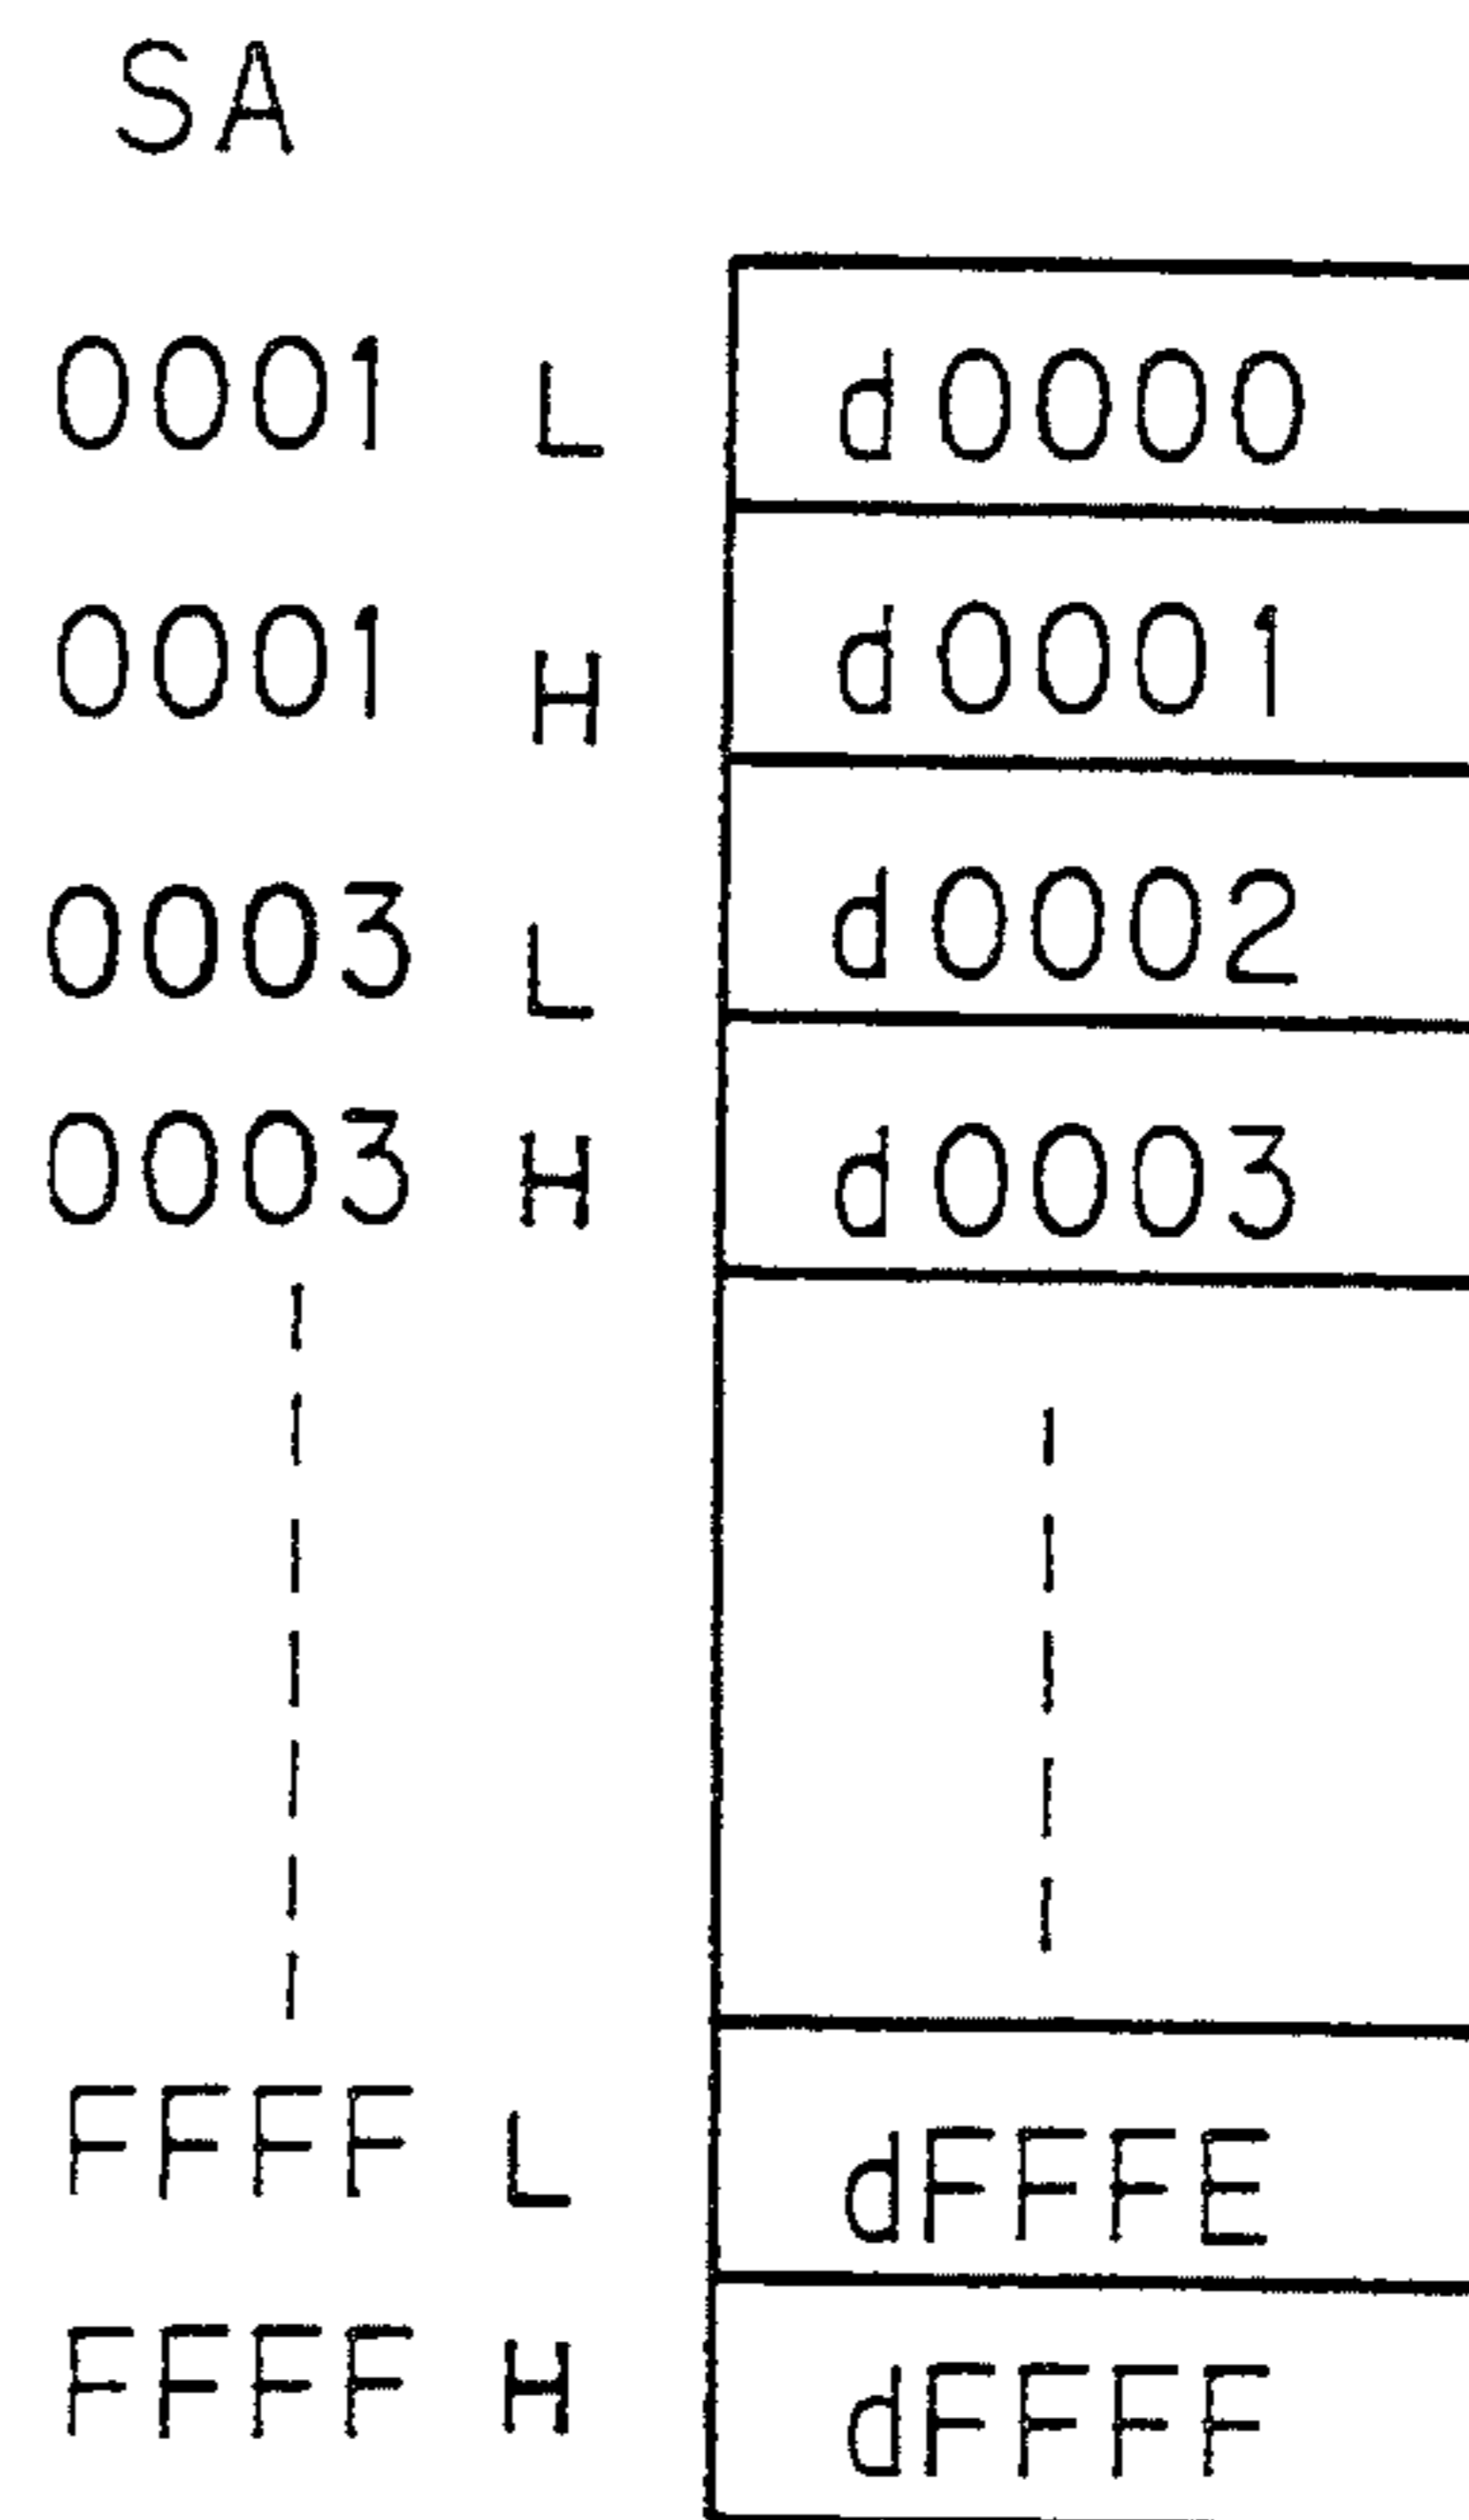 SA
0001 L d0000
0001 H d0001
0003 L d0002
0003 H d0003
FFFF L dFFFE
FFFF H dFFFF